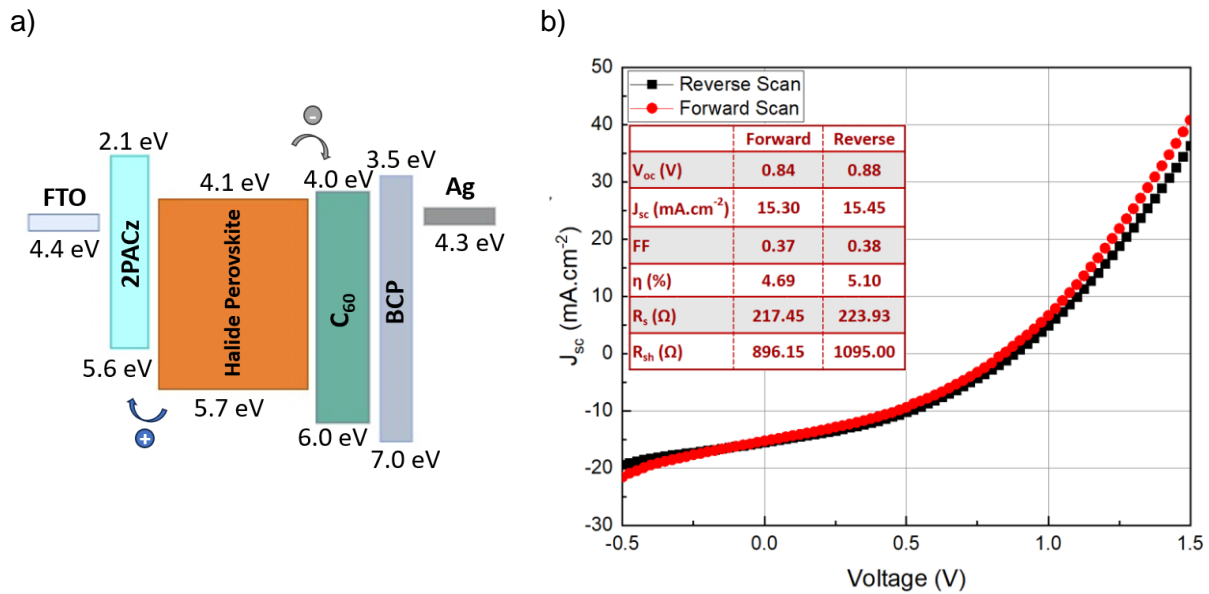 a)
2.1 eV
FTO
4.4 eV
2PACz
5.6 eV
4.1 eV
Halide Perovskite
5.7 eV
+
-
4.0 eV
C60
6.0 eV
3.5 eV
BCP
7.0 eV
Ag
4.3 eV
b)
50
40
30
20
10
0
-10
-20
-30
Jsc (mA.cm-2)
Reverse Scan
Forward Scan
Forward Reverse
Voc (V) 0.84 0.88
Jsc (mA.cm-2) 15.30 15.45
FF 0.37 0.38
η (%) 4.69 5.10
Rs (Ω) 217.45 223.93
Rsh (Ω) 896.15 1095.00
-0.5 0.0 0.5 1.0 1.5
Voltage (V)